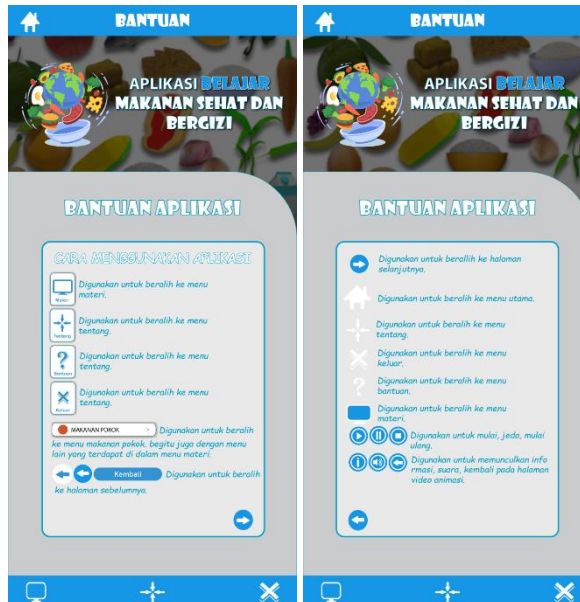 BANTUAN
APLIKASI BELAJAR
MAKANAN SEHAT DAN
BERGIZI
BANTUAN APLIKASI
CARA MENGGUNAKAN APLIKASI
Materi
Digunakan untuk beralih ke menu
materi.
Tentang
Digunakan untuk beralih ke menu
tentang.
Bantuan
Digunakan untuk beralih ke menu
tentang.
Keluar
Digunakan untuk beralih ke menu
tentang.
MAKANAN POKOK > Digunakan untuk beralih
ke menu makanan pokok, begitu juga dengan menu
lain yang terdapat di dalam menu materi.
Kembali Digunakan untuk beralih
ke halaman sebelumnya.
BANTUAN
APLIKASI BELAJAR
MAKANAN SEHAT DAN
BERGIZI
BANTUAN APLIKASI
Digunakan untuk berallih ke halaman
selanjutnya.
Digunakan untuk beralih ke menu utama.
Digunakan untuk beralih ke menu
tentang.
Digunakan untuk beralih ke menu
keluar.
Digunakan untuk beralih ke menu
bantuan.
Digunakan untuk beralih ke menu
materi.
Digunakan untuk mulai, jeda, mulai
ulang.
Digunakan untuk memunculkan info
rmasi, suara, kembali pada halaman
video animasi.